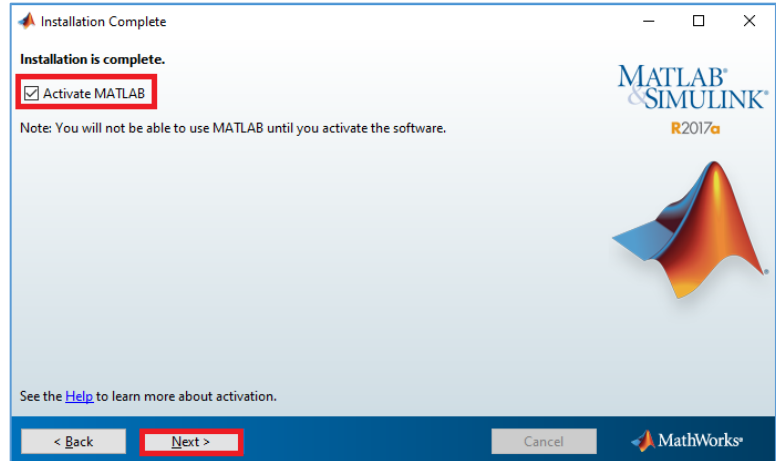 Installation Complete
Installation is complete.
Activate MATLAB
Note: You will not be able to use MATLAB until you activate the software.
MATLAB®
&SIMULINK®
R2017a
See the Help to learn more about activation.
< Back
Next >
Cancel
MathWorks®